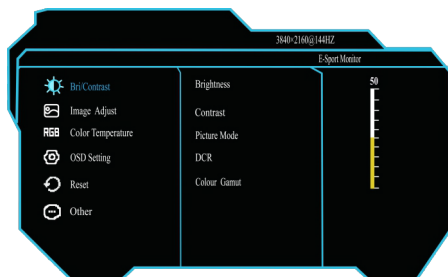 3840×2160@144HZ
E-Sport Monitor
Bri/Contrast
Image Adjust
RGB Color Temperature
OSD Setting
Reset
Other
Brightness
Contrast
Picture Mode
DCR
Colour Gamut
50